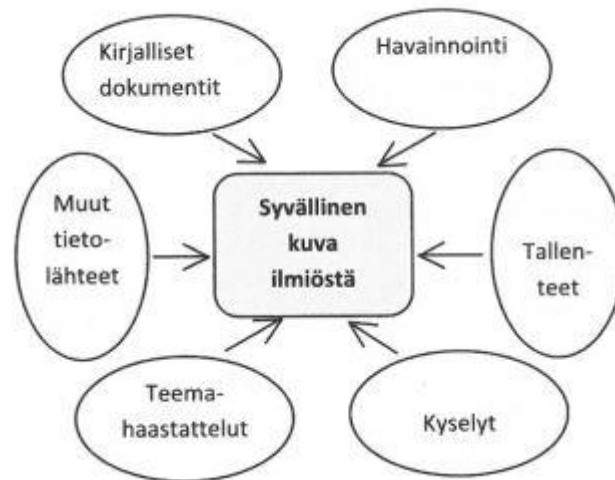 Kirjalliset
dokumentit
Havainnointi
Muut
tieto-
lähteet
Syvällinen
kuva
ilmiöstä
Tallen-
teet
Teema-
haastattelut
Kyselyt